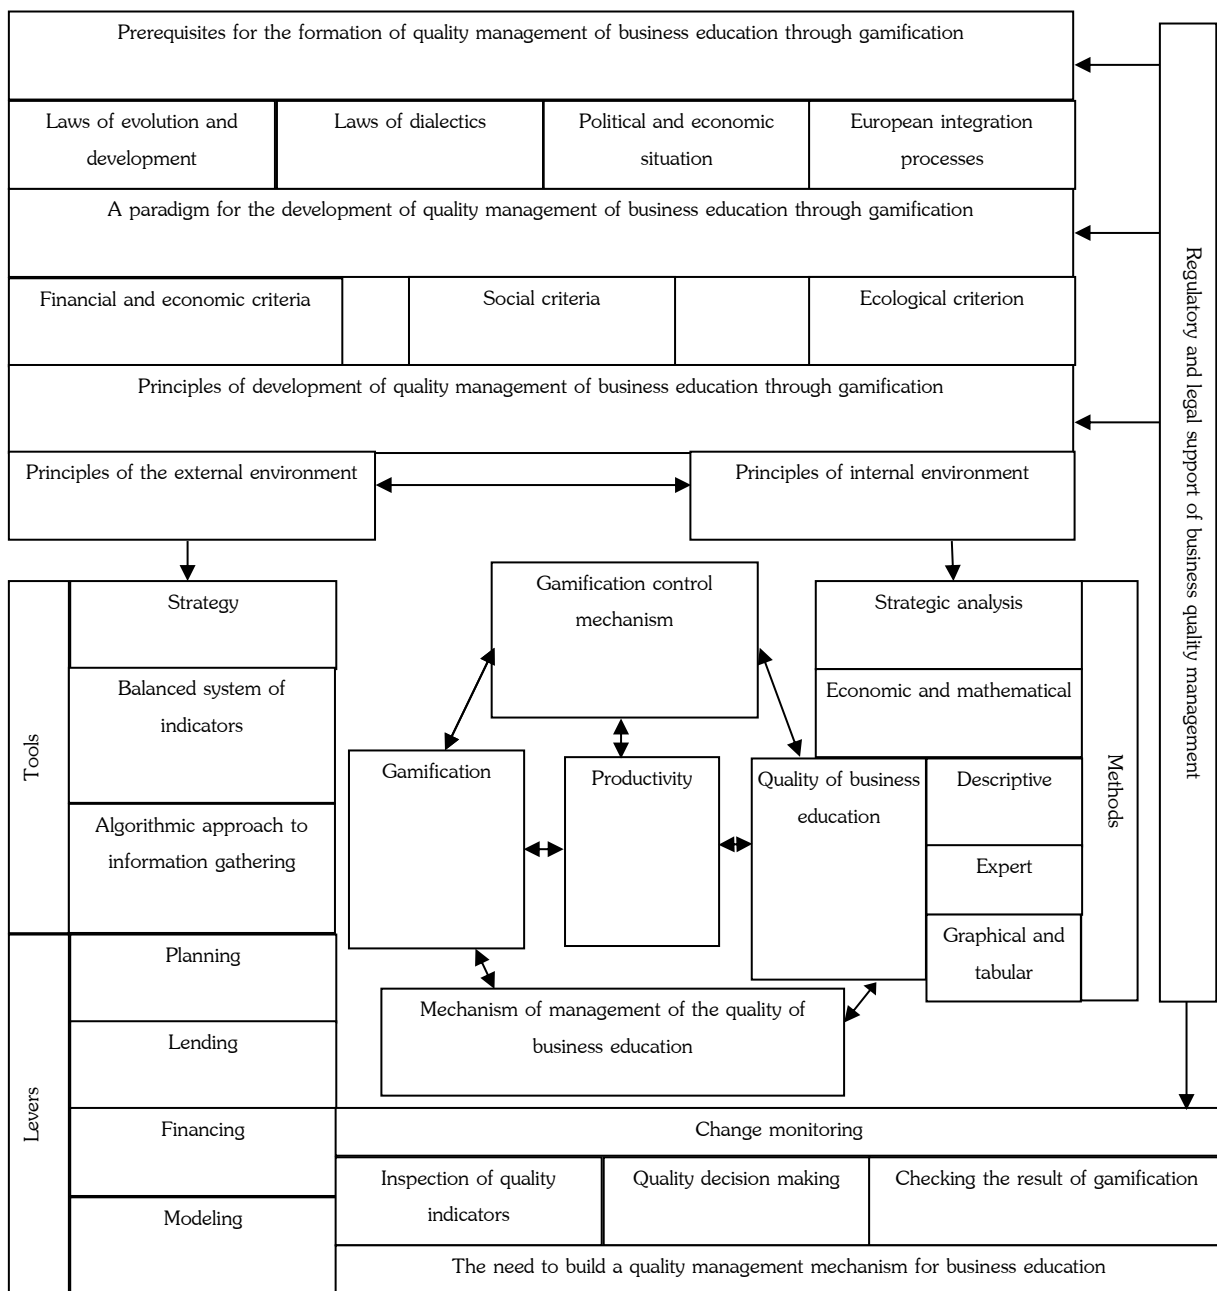 Prerequisites for the formation of quality management of business education through gamification
Laws of evolution and
development
Laws of dialectics
Political and economic
situation
European integration
processes
A paradigm for the development of quality management of business education through gamification
Financial and economic criteria
Social criteria
Ecological criterion
Principles of development of quality management of business education through gamification
Principles of the external environment
Principles of internal environment
Regulatory and legal support of business quality management
Tools
Strategy
Balanced system of
indicators
Algorithmic approach to
information gathering
Gamification control
mechanism
Gamification
Productivity
Quality of business
education
Mechanism of management of the quality of
business education
Strategic analysis
Economic and mathematical
Descriptive
Expert
Graphical and
tabular
Methods
Levers
Planning
Lending
Financing
Modeling
Change monitoring
Inspection of quality
indicators
Quality decision making
Checking the result of gamification
The need to build a quality management mechanism for business education